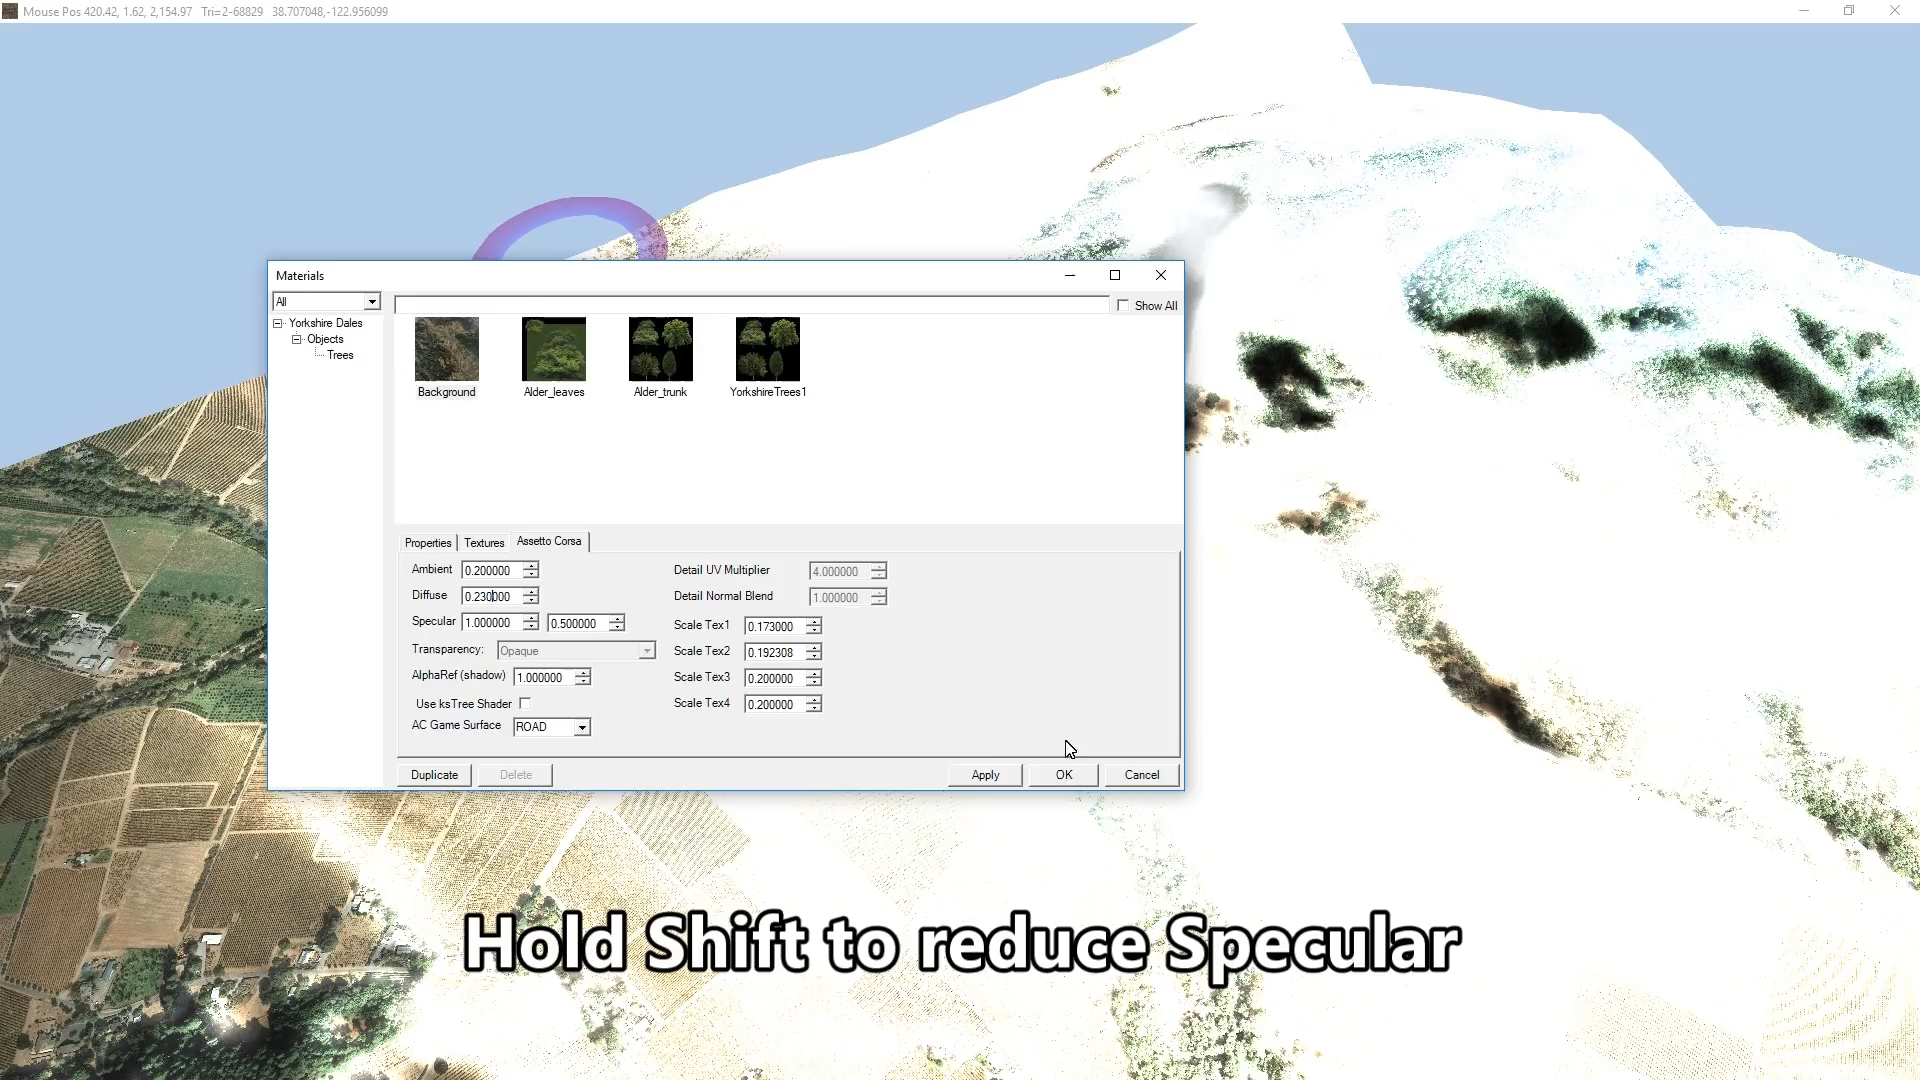 Mouse Pos 420.42, 1.62, 2,154.97 Tri=2-68829 38.707048,-122.956099
Materials
All
Show All
Yorkshire Dales
Objects
Trees
Background
Alder_leaves
Alder_trunk
YorkshireTrees1
Properties
Textures
Assetto Corsa
Ambient 0.200000
Detail UV Multiplier 4.000000
Diffuse 0.230000
Detail Normal Blend 1.000000
Specular 1.000000 0.500000
Scale Tex1 0.173000
Transparency: Opaque
Scale Tex2 0.192308
AlphaRef (shadow) 1.000000
Scale Tex3 0.200000
Use ksTree Shader
Scale Tex4 0.200000
AC Game Surface ROAD
Duplicate
Delete
Apply
OK
Cancel
Hold Shift to reduce Specular